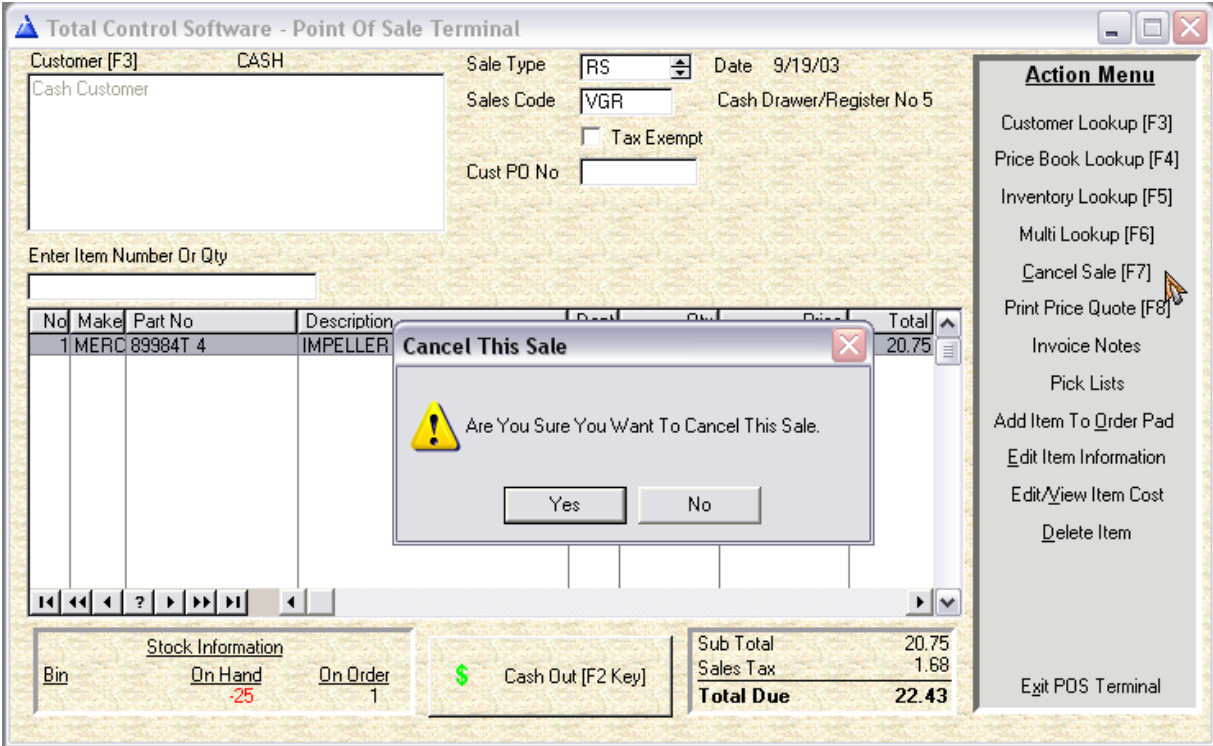 Total Control Software - Point Of Sale Terminal
Customer [F3] CASH
Cash Customer
Sale Type RS Date 9/19/03
Sales Code VGR Cash Drawer/Register No 5
Tax Exempt
Cust PO No
Enter Item Number Or Qty
No Make Part No Description Dept Qty Price Total
1 MERC 89984T 4 IMPELLER 20.75
Cancel This Sale
Are You Sure You Want To Cancel This Sale.
Yes No
?
Stock Information
Bin On Hand On Order
-25 1
$ Cash Out [F2 Key]
Sub Total 20.75
Sales Tax 1.68
Total Due 22.43
Action Menu
Customer Lookup [F3]
Price Book Lookup [F4]
Inventory Lookup [F5]
Multi Lookup [F6]
Cancel Sale [F7]
Print Price Quote [F8]
Invoice Notes
Pick Lists
Add Item To Order Pad
Edit Item Information
Edit/View Item Cost
Delete Item
Exit POS Terminal